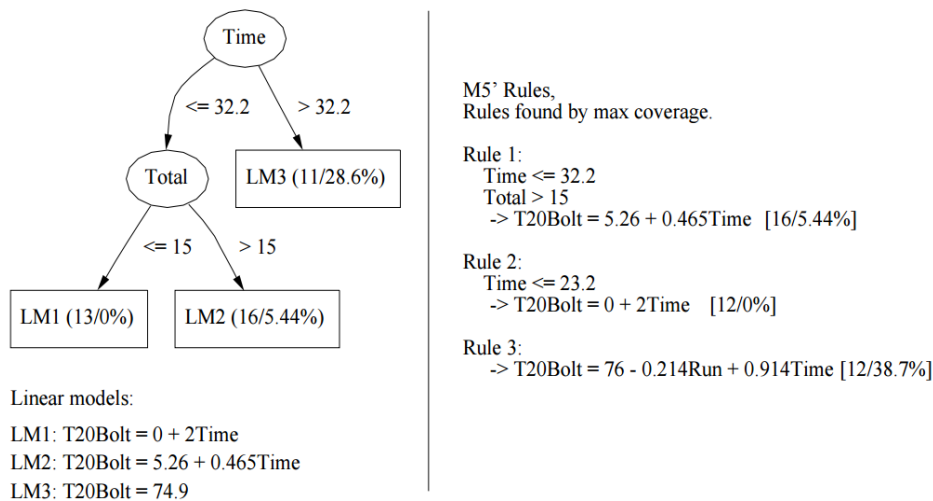 Time
<= 32.2
> 32.2
Total
LM3 (11/28.6%)
<= 15
> 15
LM1 (13/0%)
LM2 (16/5.44%)
Linear models:
LM1: T20Bolt = 0 + 2Time
LM2: T20Bolt = 5.26 + 0.465Time
LM3: T20Bolt = 74.9
M5' Rules,
Rules found by max coverage.
Rule 1:
Time <= 32.2
Total > 15
-> T20Bolt = 5.26 + 0.465Time [16/5.44%]
Rule 2:
Time <= 23.2
-> T20Bolt = 0 + 2Time [12/0%]
Rule 3:
-> T20Bolt = 76 - 0.214Run + 0.914Time [12/38.7%]